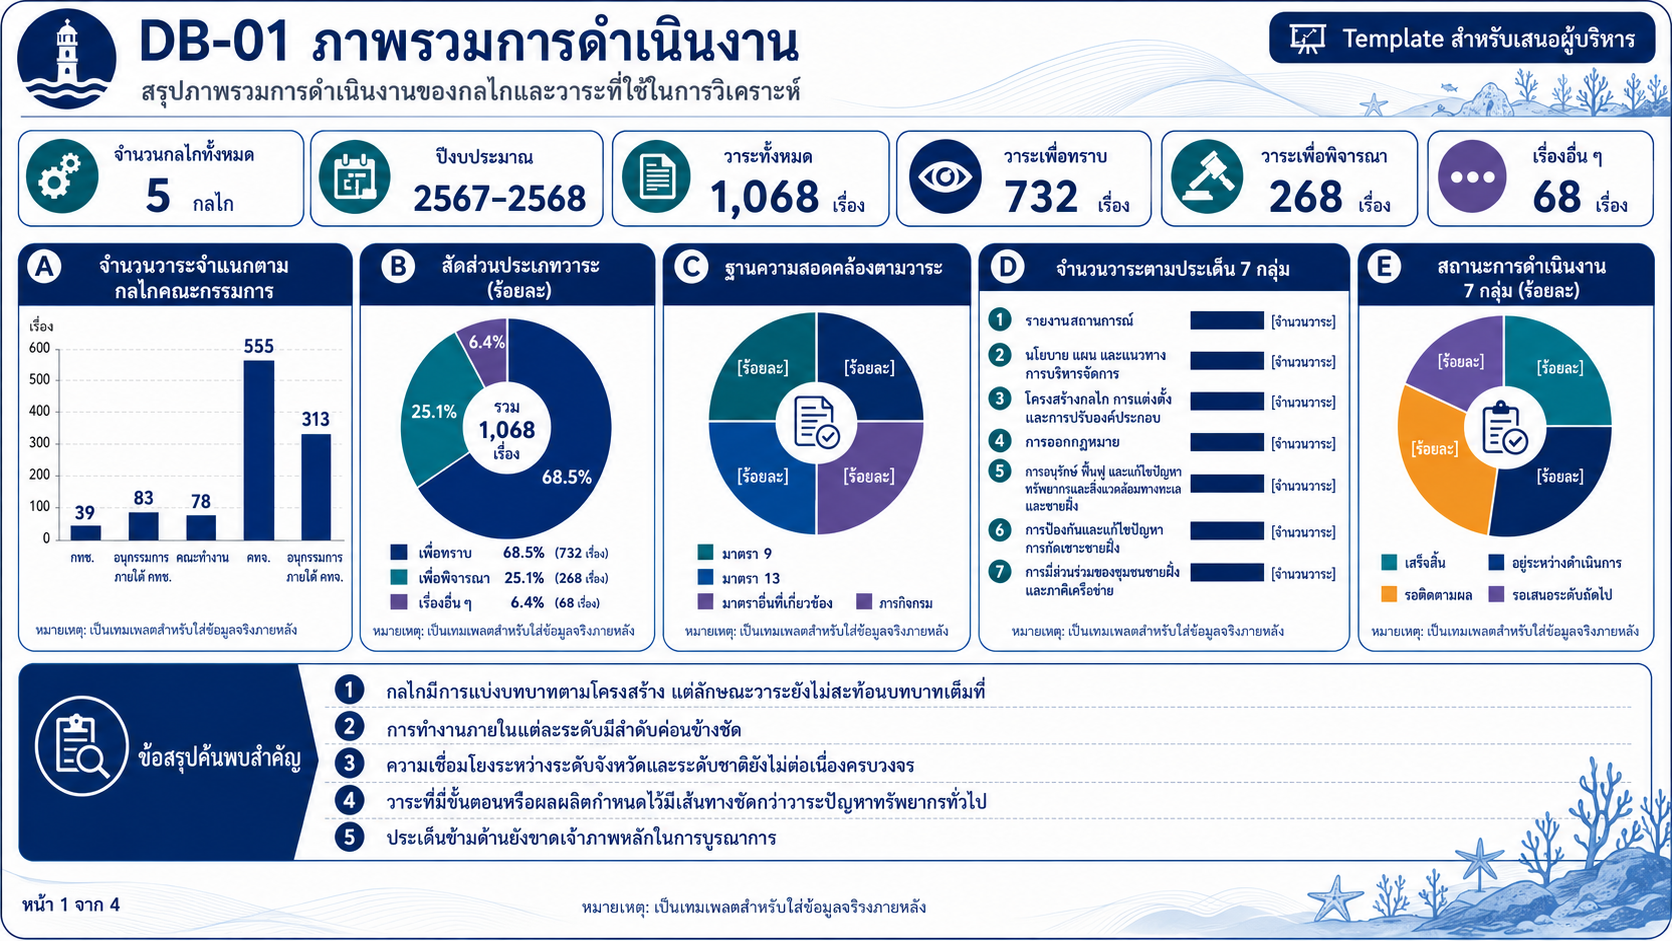 DB-01 ภาพรวมการดำเนินงาน
สรุปภาพรวมการดำเนินงานของกลไกและวาระที่ใช้ในการวิเคราะห์
Template สำหรับเสนอผู้บริหาร
จำนวนกลไกทั้งหมด
5 กลไก
ปีงบประมาณ
2567-2568
วาระทั้งหมด
1,068 เรื่อง
วาระเพื่อทราบ
732 เรื่อง
วาระเพื่อพิจารณา
268 เรื่อง
เรื่องอื่น ๆ
68 เรื่อง
A จำนวนวาระจำแนกตาม
กลไกคณะกรรมการ
เรื่อง
600
500
400
300
200
100
0
39
83
78
555
313
กทช.
อนุกรรมการ
ภายใต้ คทช.
คณะทำงาน
คทจ.
อนุกรรมการ
ภายใต้ คทจ.
หมายเหตุ: เป็นเทมเพลตสำหรับใส่ข้อมูลจริงภายหลัง
B สัดส่วนประเภทวาระ
(ร้อยละ)
6.4%
25.1%
68.5%
รวม
1,068
เรื่อง
เพื่อทราบ 68.5% (732 เรื่อง)
เพื่อพิจารณา 25.1% (268 เรื่อง)
เรื่องอื่น ๆ 6.4% (68 เรื่อง)
หมายเหตุ: เป็นเทมเพลตสำหรับใส่ข้อมูลจริงภายหลัง
C ฐานความสอดคล้องตามวาระ
[ร้อยละ] [ร้อยละ]
[ร้อยละ] [ร้อยละ]
มาตรา 9
มาตรา 13
มาตราอื่นที่เกี่ยวข้อง ภารกิจกรม
หมายเหตุ: เป็นเทมเพลตสำหรับใส่ข้อมูลจริงภายหลัง
D จำนวนวาระตามประเด็น 7 กลุ่ม
1 รายงานสถานการณ์ [จำนวนวาระ]
2 นโยบาย แผน และแนวทาง
การบริหารจัดการ [จำนวนวาระ]
3 โครงสร้างกลไก การแต่งตั้ง
และการปรับองค์ประกอบ [จำนวนวาระ]
4 การออกกฎหมาย [จำนวนวาระ]
5 การอนุรักษ์ ฟื้นฟู และแก้ไขปัญหา
ทรัพยากรและสิ่งแวดล้อมทางทะเล [จำนวนวาระ]
และชายฝั่ง
6 การป้องกันและแก้ไขปัญหา
การกัดเซาะชายฝั่ง [จำนวนวาระ]
7 การมีส่วนร่วมของชุมชนชายฝั่ง
และภาคีเครือข่าย [จำนวนวาระ]
หมายเหตุ: เป็นเทมเพลตสำหรับใส่ข้อมูลจริงภายหลัง
E สถานะการดำเนินงาน
7 กลุ่ม (ร้อยละ)
[ร้อยละ] [ร้อยละ]
[ร้อยละ] [ร้อยละ]
เสร็จสิ้น อยู่ระหว่างดำเนินการ
รอติดตามผล รอเสนอระดับถัดไป
หมายเหตุ: เป็นเทมเพลตสำหรับใส่ข้อมูลจริงภายหลัง
ข้อสรุปค้นพบสำคัญ
1 กลไกมีการแบ่งบทบาทตามโครงสร้าง แต่ลักษณะวาระยังไม่สะท้อนบทบาทเต็มที่
2 การทำงานภายในแต่ละระดับมีลำดับค่อนข้างชัด
3 ความเชื่อมโยงระหว่างระดับจังหวัดและระดับชาติยังไม่ต่อเนื่องครบวงจร
4 วาระที่มีขั้นตอนหรือผลผลิตกำหนดไว้มีเส้นทางชัดกว่าวาระปัญหาทรัพยากรทั่วไป
5 ประเด็นข้ามด้านยังขาดเจ้าภาพหลักในการบูรณาการ
หน้า 1 จาก 4
หมายเหตุ: เป็นเทมเพลตสำหรับใส่ข้อมูลจริงภายหลัง